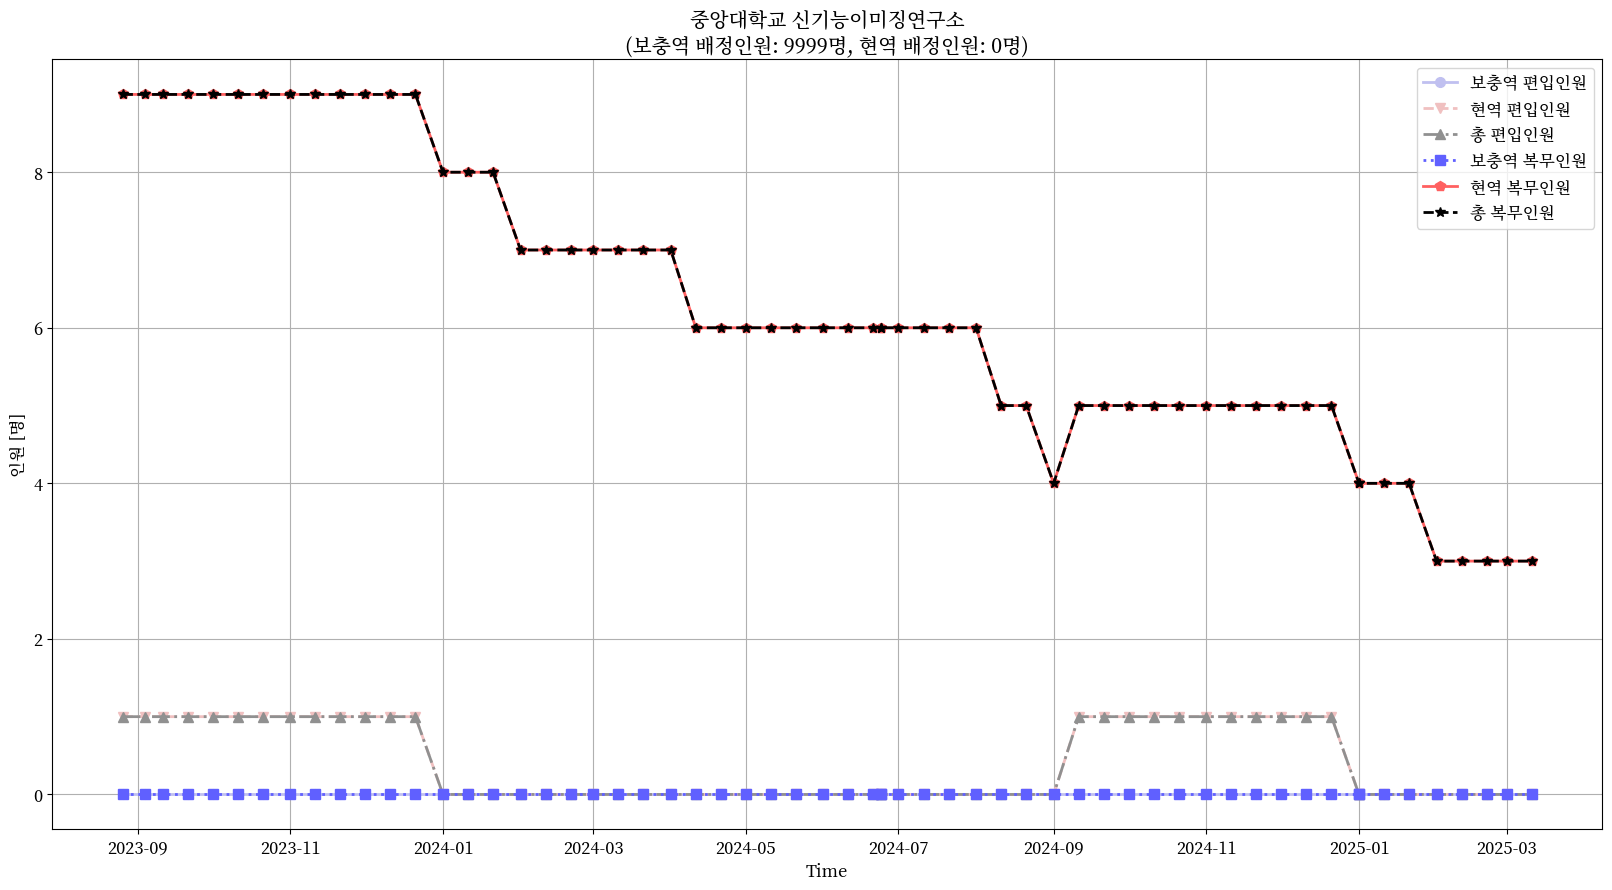 중앙대학교 신기능이미징연구소
(보충역 배정인원: 9999명, 현역 배정인원: 0명)
보충역 편입인원
현역 편입인원
총 편입인원
보충역 복무인원
현역 복무인원
총 복무인원
인원 [명]
8
6
4
2
0
2023-09
2023-11
2024-01
2024-03
2024-05
2024-07
2024-09
2024-11
2025-01
2025-03
Time